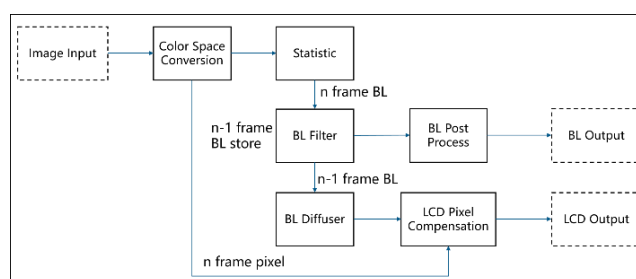 Image Input
Color Space
Conversion
Statistic
n frame BL
n-1 frame
BL store
BL Filter
BL Post
Process
BL Output
n-1 frame BL
BL Diffuser
LCD Pixel
Compensation
LCD Output
n frame pixel